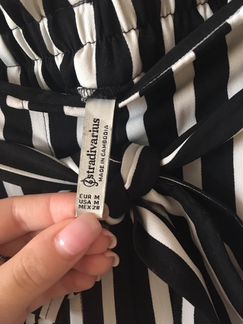 stradivarius
MADE IN CAMBODIA
EUR M
USA M
MEX 28